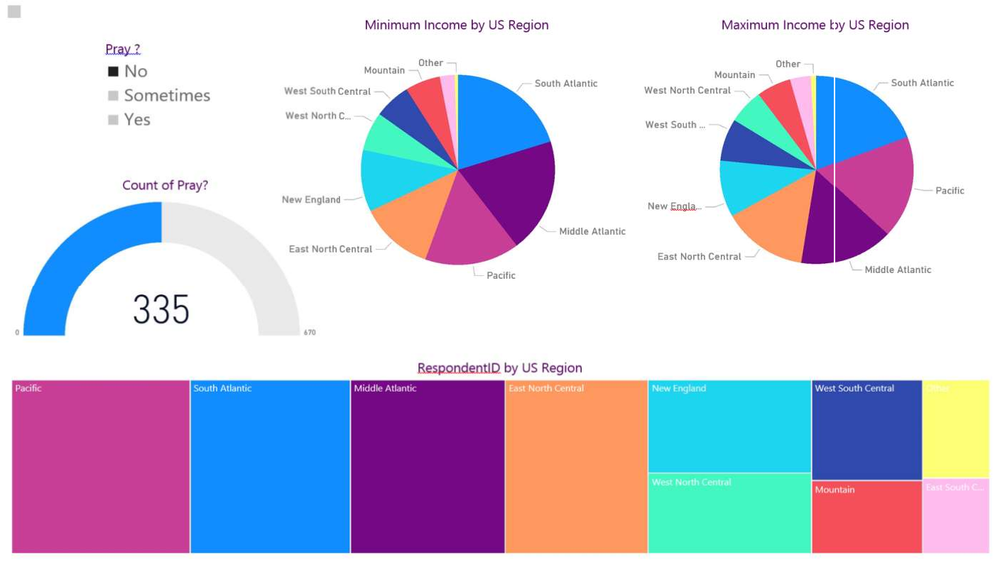 Minimum Income by US Region
Maximum Income by US Region
Pray ?
No
Sometimes
Yes
Count of Pray?
335
0
670
Other
Mountain
South Atlantic
West South Central
West North C...
New England
Middle Atlantic
East North Central
Pacific
Other
Mountain
South Atlantic
West North Central
West South ...
Pacific
New Engla...
East North Central
Middle Atlantic
RespondentID by US Region
Pacific
South Atlantic
Middle Atlantic
East North Central
New England
West South Central
Other
West North Central
Mountain
East South C...